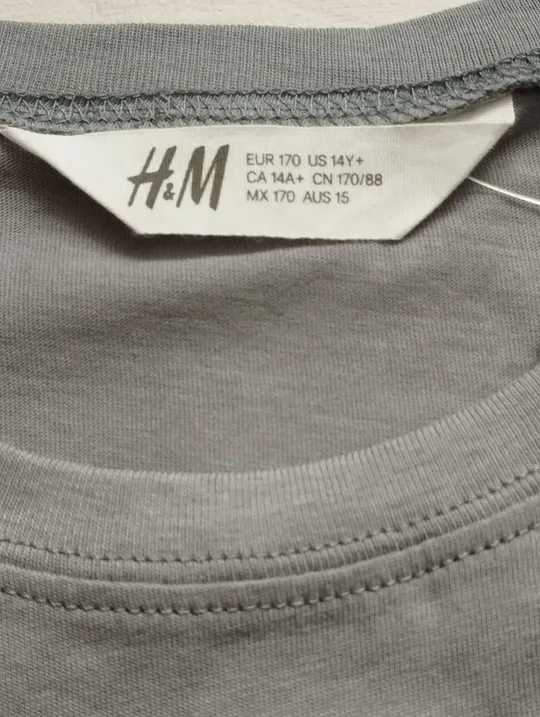 H&M
EUR 170 US 14Y+
CA 14A+ CN 170/88
MX 170 AUS 15